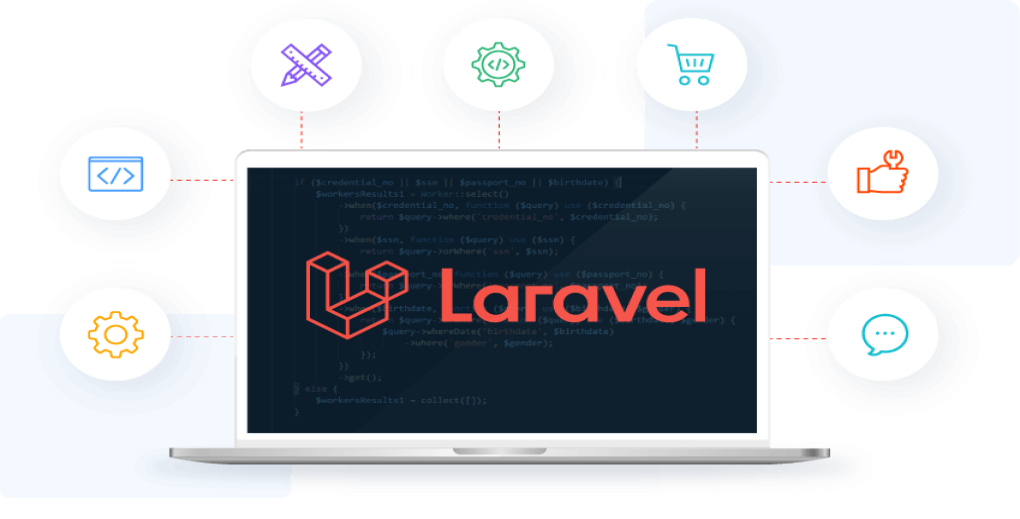 if ($credential_no || $ssn || $passport_no || $birthdate) {
$workersResults1 = Worker::select()
->when($credential_no, function ($query) use ($credential_no) {
return $query->where('credential_no', $credential_no);
})
->when($ssn, function ($query) use ($ssn) {
return $query->orWhere('ssn', $ssn);
function ($query) use ($passport_no) {
Laravel
$query->whereDate("birthdate", $birthdate)
->where('gender', $gender);
});
})
->get();
} else {
$workersResults1 = collect([]);
}